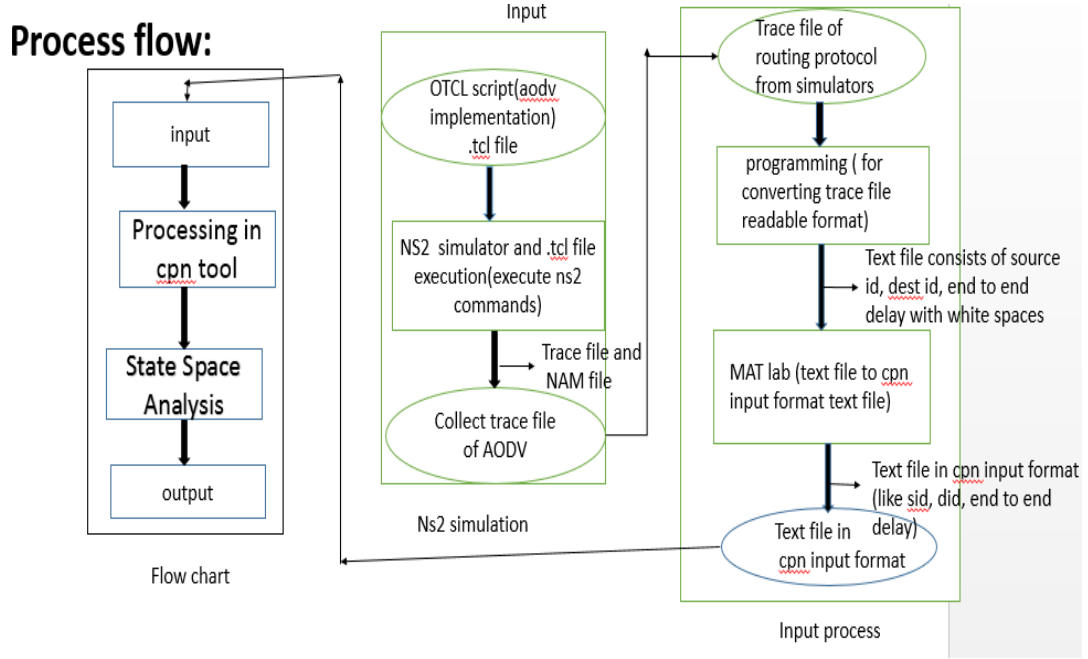 Process flow:
input
Processing in
cpn tool
State Space
Analysis
output
Flow chart
Input
OTCL script(aodv
implementation)
.tcl file
NS2 simulator and .tcl file
execution(execute ns2
commands)
Trace file and
NAM file
Collect trace file
of AODV
Ns2 simulation
Trace file of
routing protocol
from simulators
programming ( for
converting trace file
readable format)
Text file consists of source
id, dest id, end to end
delay with white spaces
MAT lab (text file to cpn
input format text file)
Text file in cpn input format
(like sid, did, end to end
delay)
Text file in
cpn input format
Input process